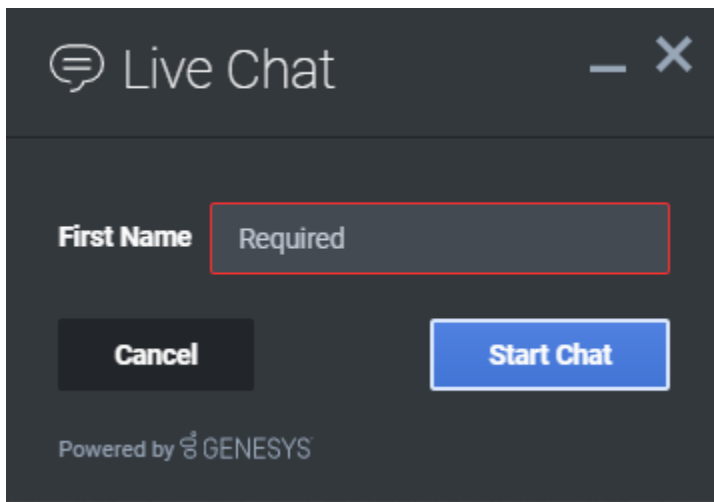 Live Chat
First Name Required
Cancel Start Chat
Powered by GENESYS